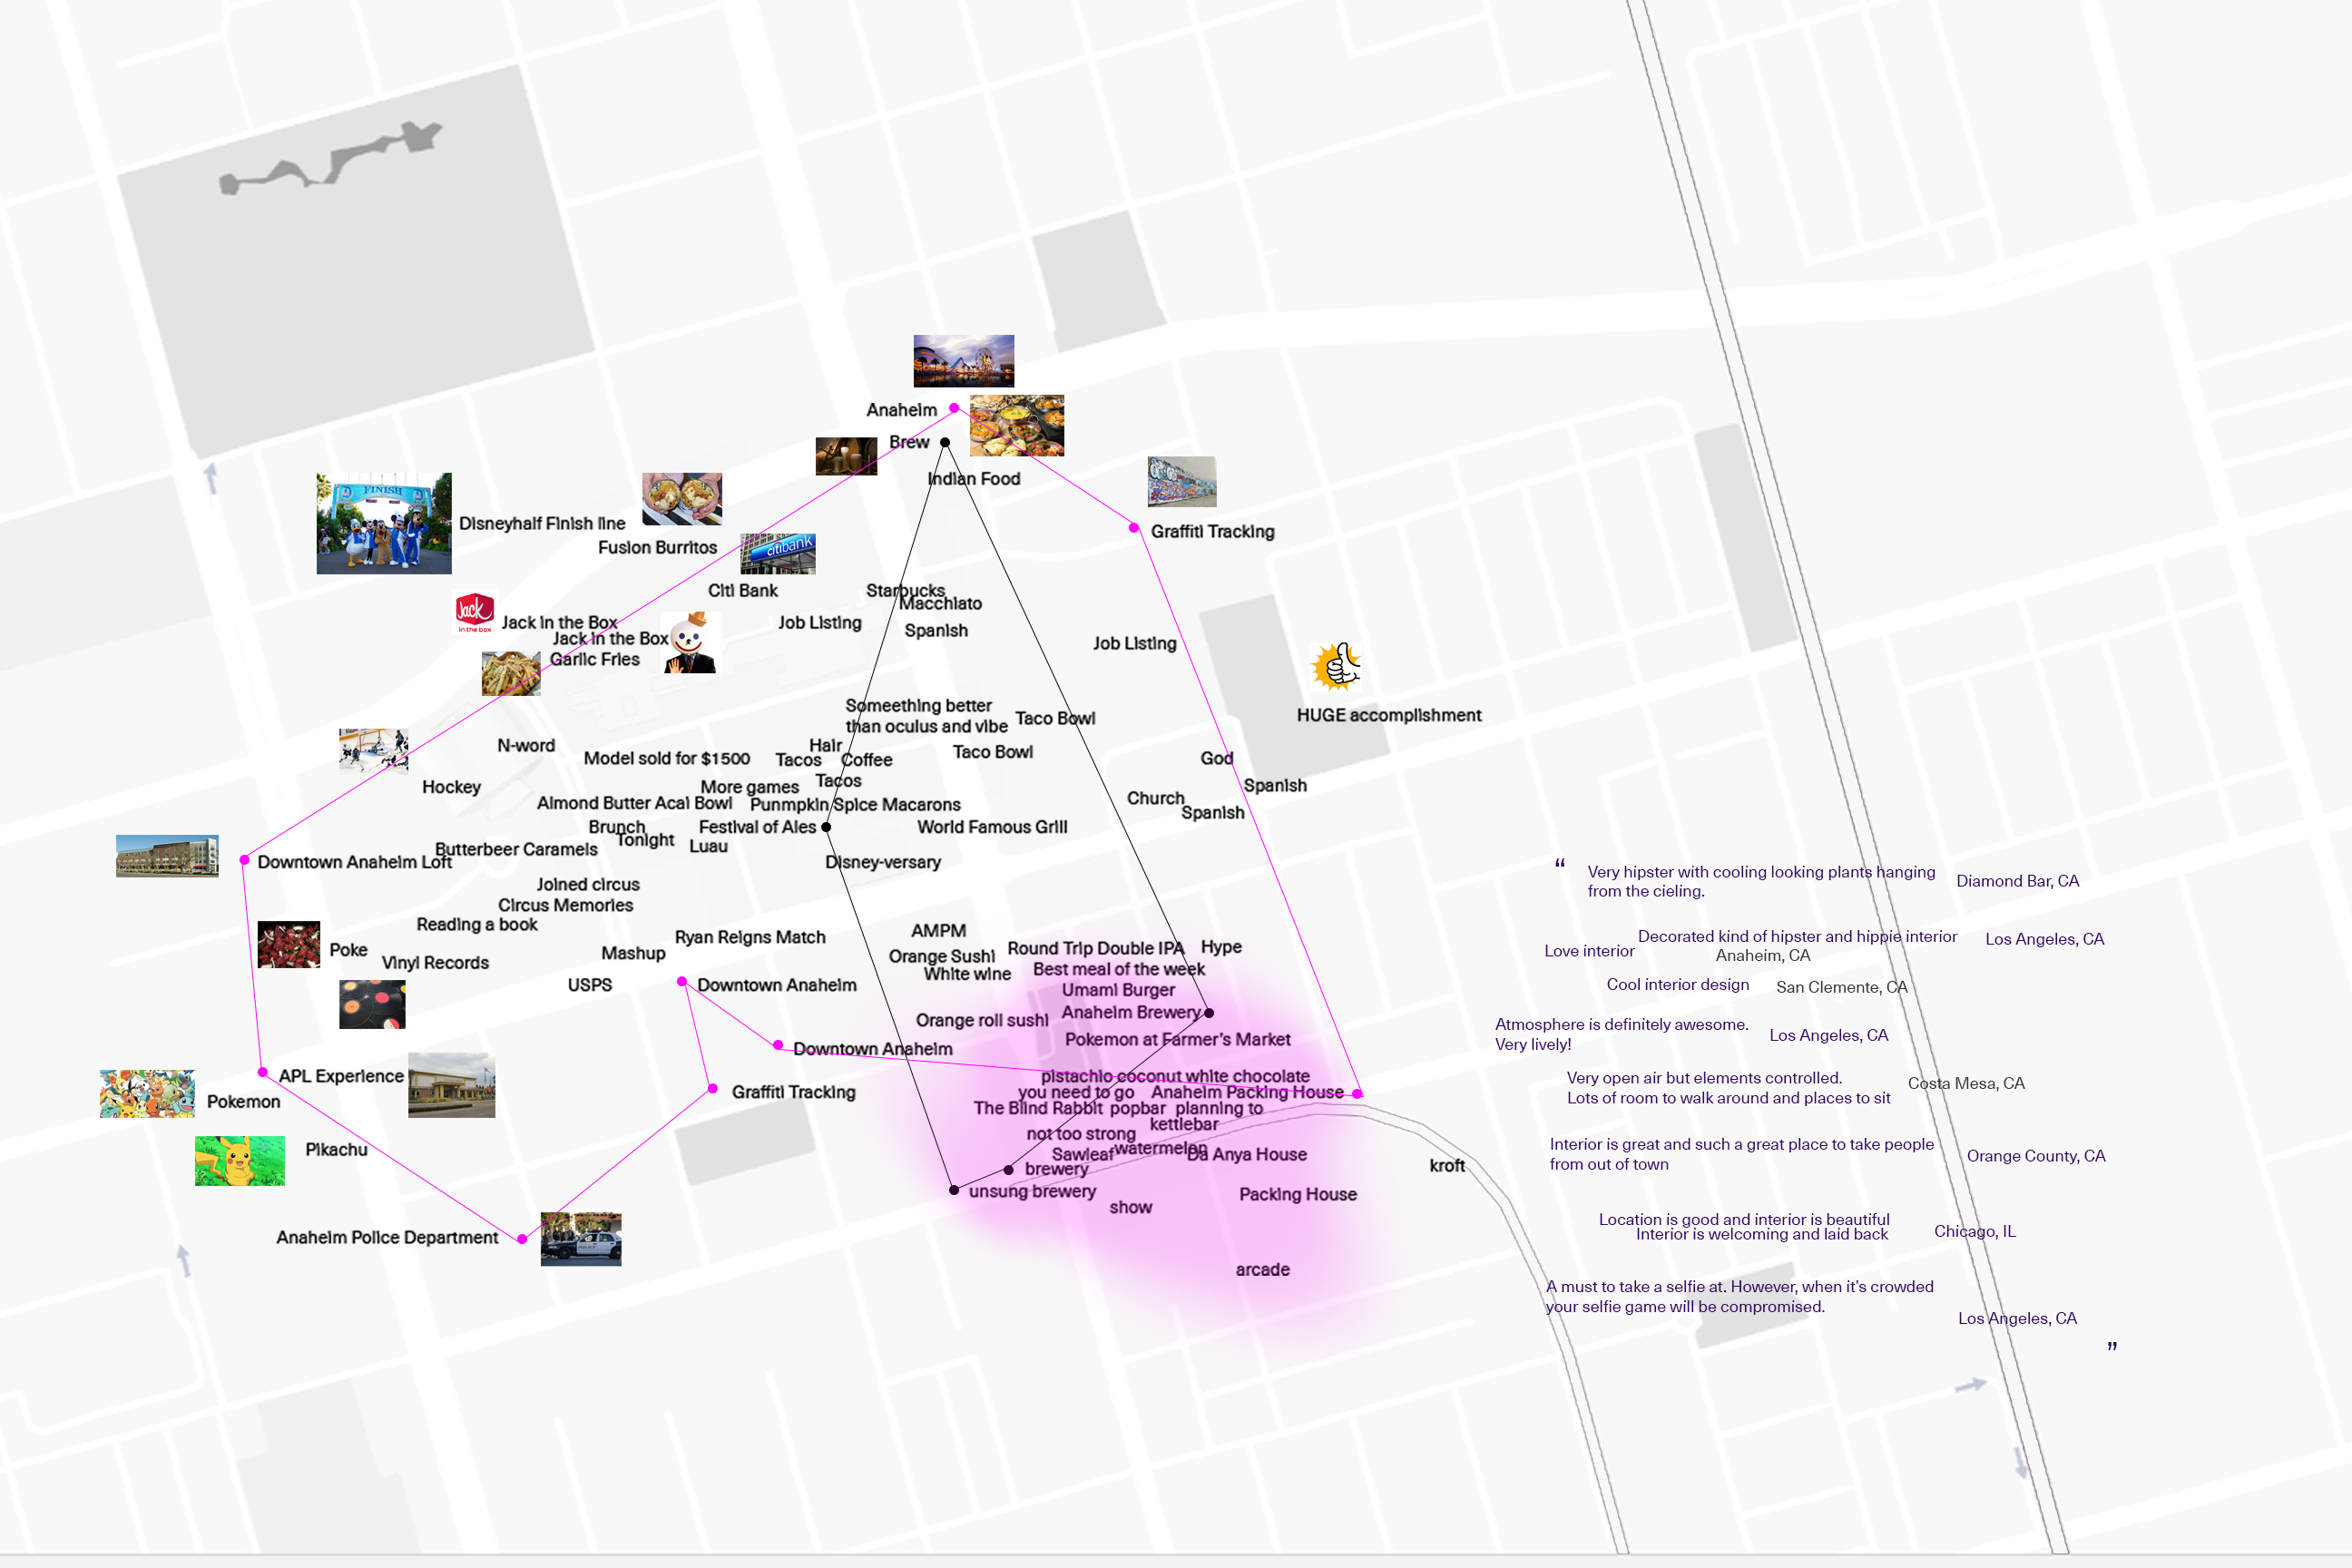 Anaheim
Brew
Indian Food
FINISH
Disneyhalf Finish line
Fusion Burritos
citibank
Citi Bank
Graffiti Tracking
Starbucks
Macchiato
Spanish
Job Listing
Job Listing
Jack
in the box
Jack in the Box
Jack in the Box
Garlic Fries
HUGE accomplishment
Someething better
than oculus and vibe
Taco Bowl
Taco Bowl
N-word
Model sold for $1500
Hair
Tacos
Coffee
Tacos
God
Spanish
Church
Spanish
Hockey
More games
Almond Butter Acai Bowl
Punmpkin Spice Macarons
Brunch
Tonight
Festival of Ales
Luau
World Famous Grill
Butterbeer Caramels
Downtown Anaheim Loft
Disney-versary
Joined circus
Circus Memories
Reading a book
Poke
Vinyl Records
Mashup
Ryan Reigns Match
USPS
Downtown Anaheim
AMPM
Orange Sushi
White wine
Round Trip Double IPA
Hype
Best meal of the week
Umami Burger
Anaheim Brewery
Orange roll sushi
Pokemon at Farmer's Market
Downtown Anaheim
pistachio coconut white chocolate
you need to go
Anaheim Packing House
Graffiti Tracking
The Blind Rabbit
popbar
planning to
kettlebar
not too strong
watermelon
Sawleaf
Da Anya House
brewery
unsung brewery
show
Packing House
kroft
arcade
APL Experience
Pokemon
Pikachu
Anaheim Police Department
“
Very hipster with cooling looking plants hanging
from the cieling.
Diamond Bar, CA
Decorated kind of hipster and hippie interior
Los Angeles, CA
Love interior
Anaheim, CA
Cool interior design
San Clemente, CA
Atmosphere is definitely awesome.
Very lively!
Los Angeles, CA
Very open air but elements controlled.
Lots of room to walk around and places to sit
Costa Mesa, CA
Interior is great and such a great place to take people
from out of town
Orange County, CA
Location is good and interior is beautiful
Interior is welcoming and laid back
Chicago, IL
A must to take a selfie at. However, when it's crowded
your selfie game will be compromised.
Los Angeles, CA
”